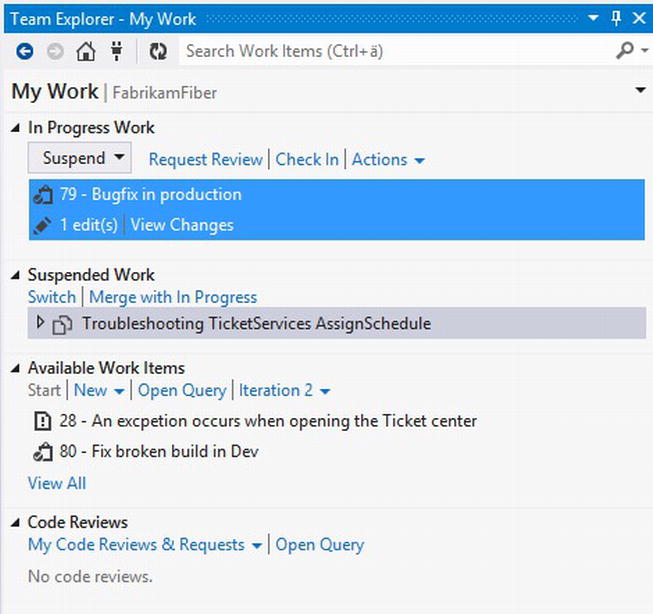 Team Explorer - My Work
Search Work Items (Ctrl+ä)
My Work | FabrikamFiber
In Progress Work
Suspend Request Review | Check In | Actions
79 - Bugfix in production
1 edit(s) | View Changes
Suspended Work
Switch | Merge with In Progress
Troubleshooting TicketServices AssignSchedule
Available Work Items
Start | New | Open Query | Iteration 2
28 - An excpetion occurs when opening the Ticket center
80 - Fix broken build in Dev
View All
Code Reviews
My Code Reviews & Requests | Open Query
No code reviews.